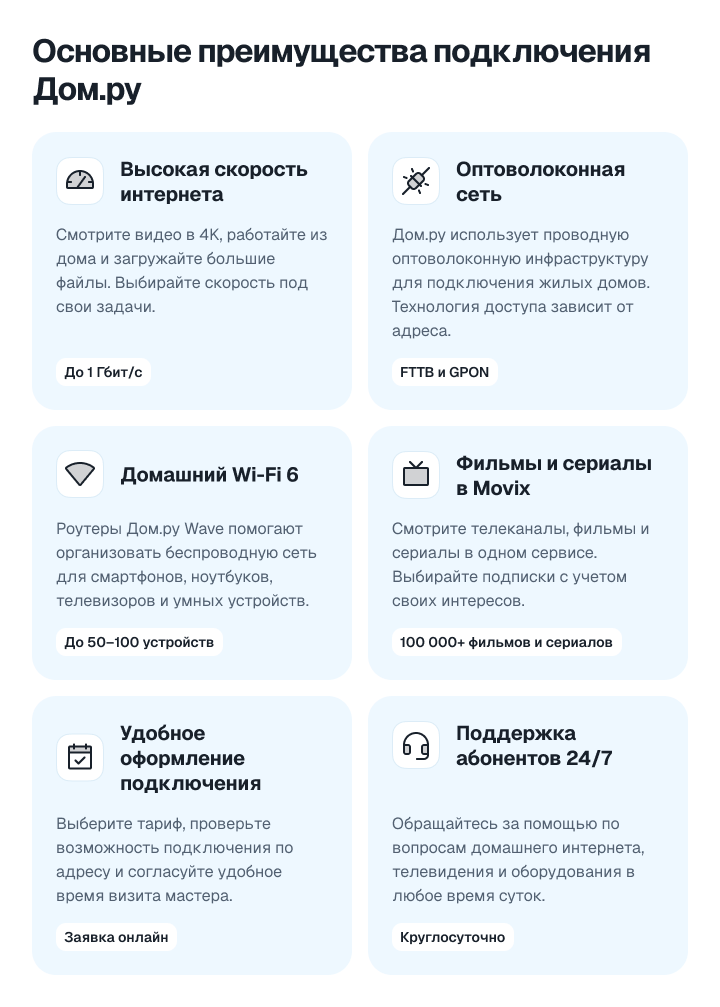 Основные преимущества подключения
Дом.ру
Высокая скорость
интернета
Смотрите видео в 4K, работайте из
дома и загружайте большие
файлы. Выбирайте скорость под
свои задачи.
До 1 Гбит/с
Оптоволоконная
сеть
Дом.ру использует проводную
оптоволоконную инфраструктуру
для подключения жилых домов.
Технология доступа зависит от
адреса.
FTTB и GPON
Домашний Wi-Fi 6
Роутеры Дом.ру Wave помогают
организовать беспроводную сеть
для смартфонов, ноутбуков,
телевизоров и умных устройств.
До 50–100 устройств
Фильмы и сериалы
в Movix
Смотрите телеканалы, фильмы и
сериалы в одном сервисе.
Выбирайте подписки с учетом
своих интересов.
100 000+ фильмов и сериалов
Удобное
оформление
подключения
Выберите тариф, проверьте
возможность подключения по
адресу и согласуйте удобное
время визита мастера.
Заявка онлайн
Поддержка
абонентов 24/7
Обращайтесь за помощью по
вопросам домашнего интернета,
телевидения и оборудования в
любое время суток.
Круглосуточно